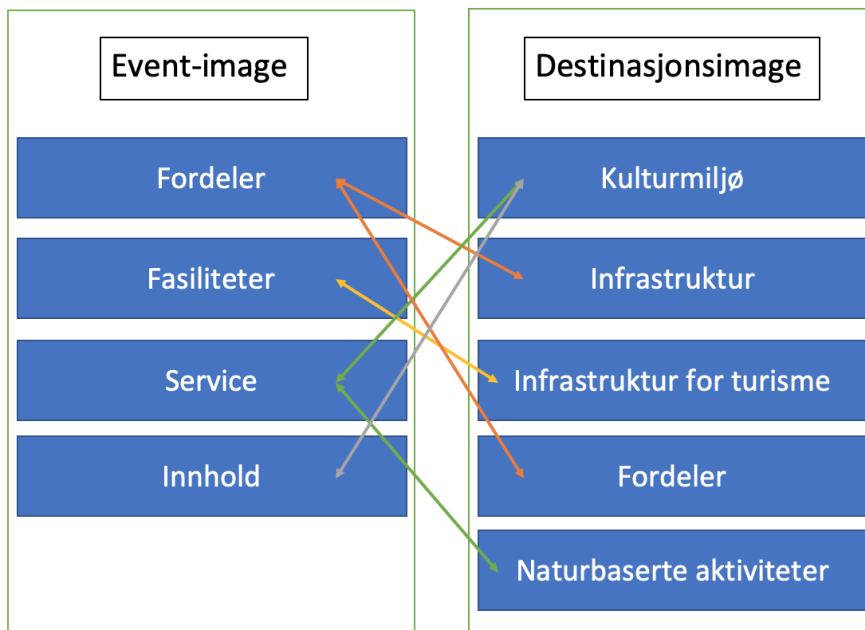 Event-image
Fordeler
Fasiliteter
Service
Innhold
Destinasjonsimage
Kulturmiljø
Infrastruktur
Infrastruktur for turisme
Fordeler
Naturbaserte aktiviteter